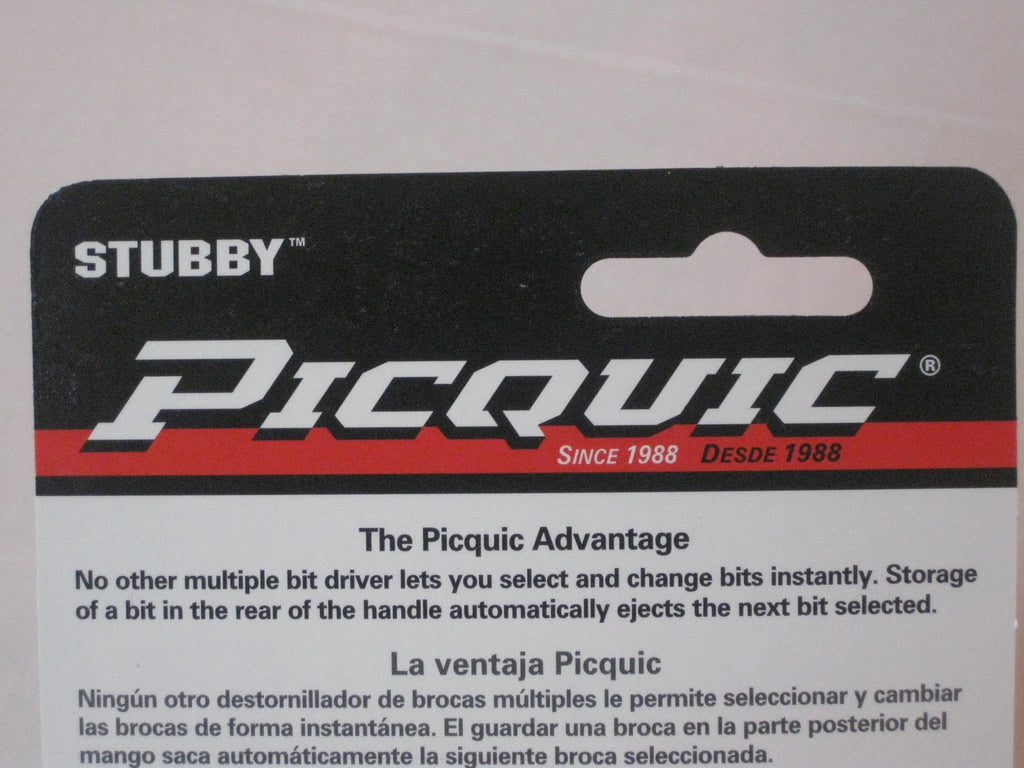 STUBBY™
PICQUIC®
SINCE 1988 DESDE 1988
The Picquic Advantage
No other multiple bit driver lets you select and change bits instantly. Storage
of a bit in the rear of the handle automatically ejects the next bit selected.
La ventaja Picquic
Ningún otro destornillador de brocas múltiples le permite seleccionar y cambiar
las brocas de forma instantánea. El guardar una broca en la parte posterior del
mango saca automáticamente la siguiente broca seleccionada.